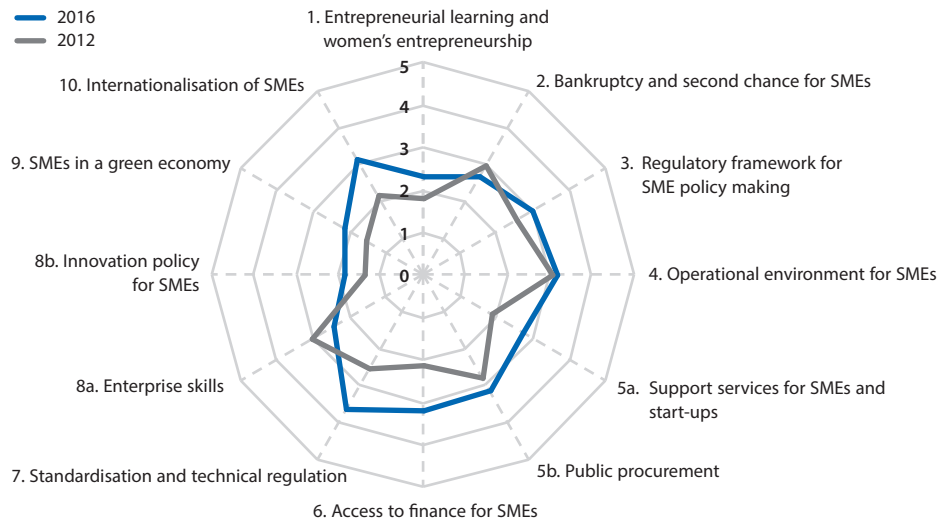 2016
2012
1. Entrepreneurial learning and
women's entrepreneurship
2. Bankruptcy and second chance for SMEs
3. Regulatory framework for
SME policy making
4. Operational environment for SMEs
5a. Support services for SMEs and
start-ups
5b. Public procurement
6. Access to finance for SMEs
7. Standardisation and technical regulation
8a. Enterprise skills
8b. Innovation policy
for SMEs
9. SMEs in a green economy
10. Internationalisation of SMEs
5
4
3
2
1
0